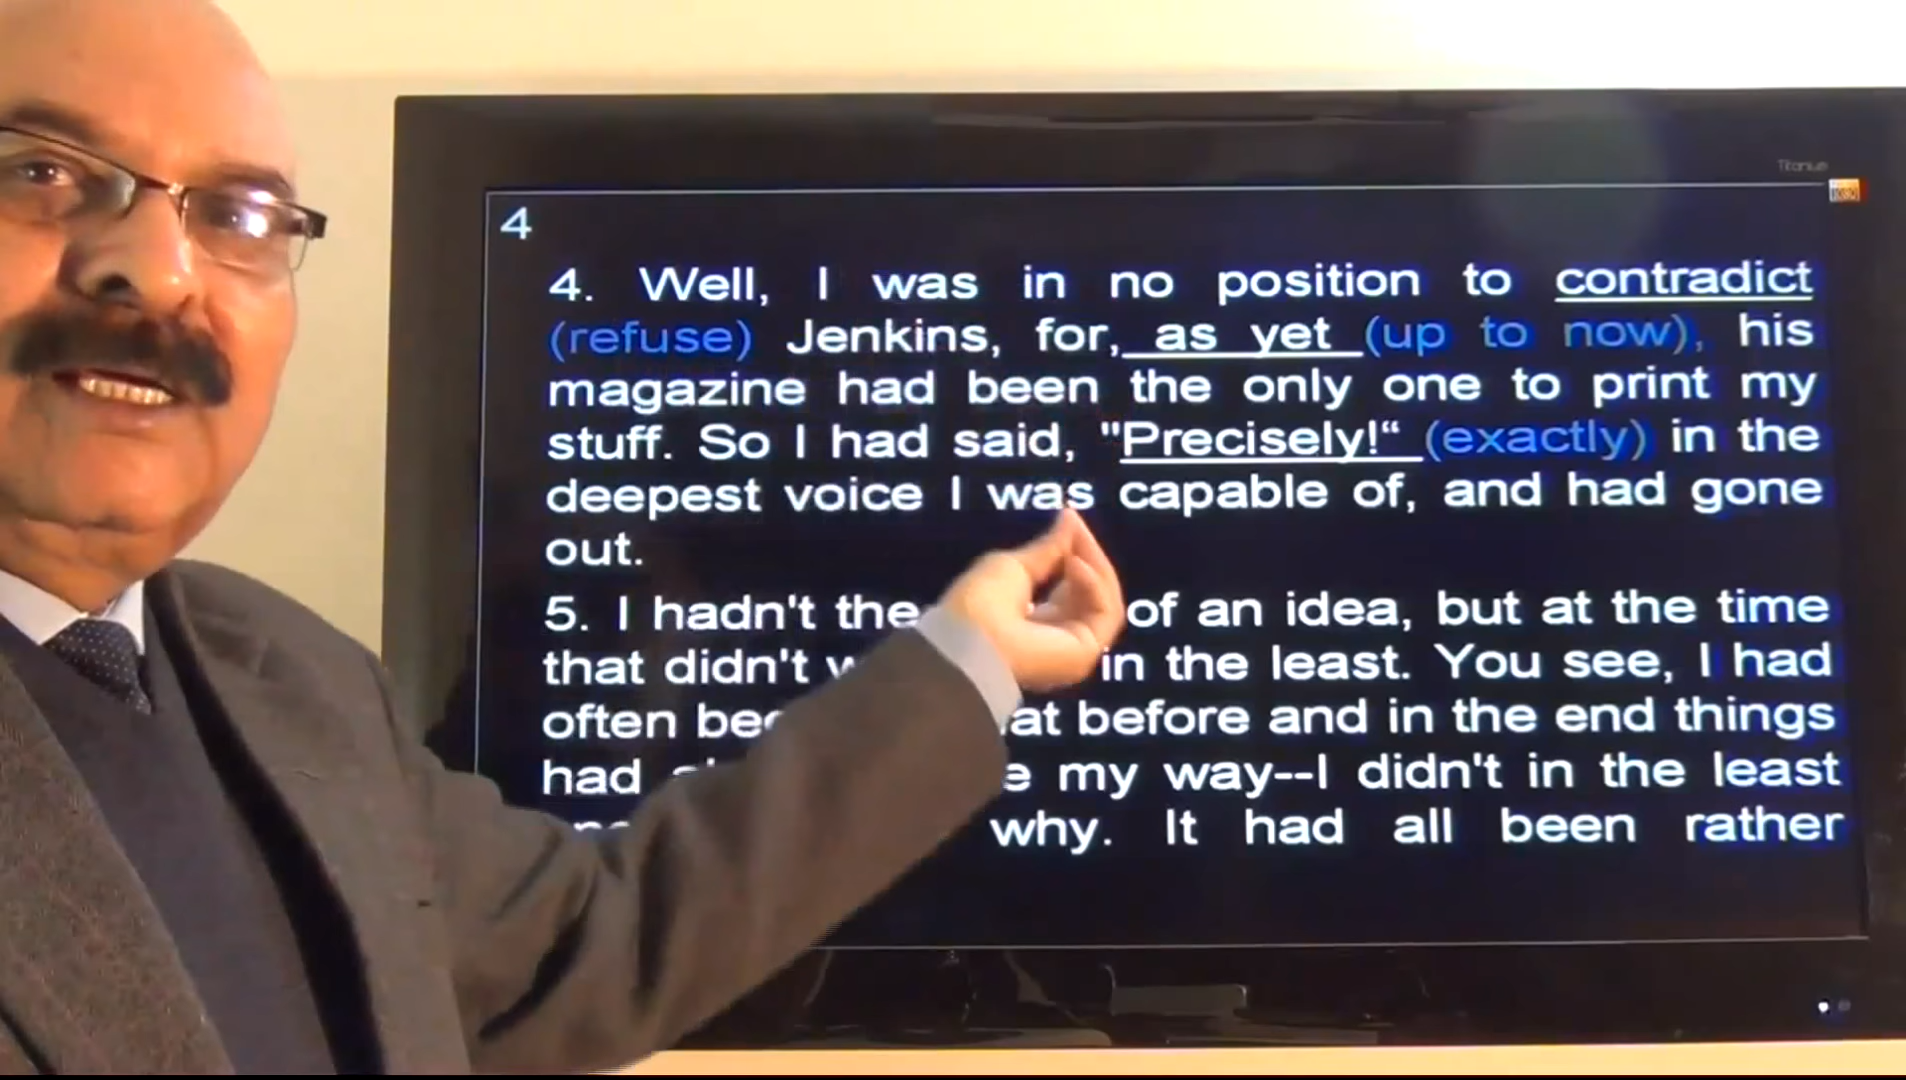 Titanium
4
4. Well, I was in no position to contradict
(refuse) Jenkins, for, as yet (up to now), his
magazine had been the only one to print my
stuff. So I had said, "Precisely!“ (exactly) in the
deepest voice I was capable of, and had gone
out.
5. I hadn't the of an idea, but at the time
that didn't in the least. You see, I had
often before and in the end things
had my way--I didn't in the least
why. It had all been rather